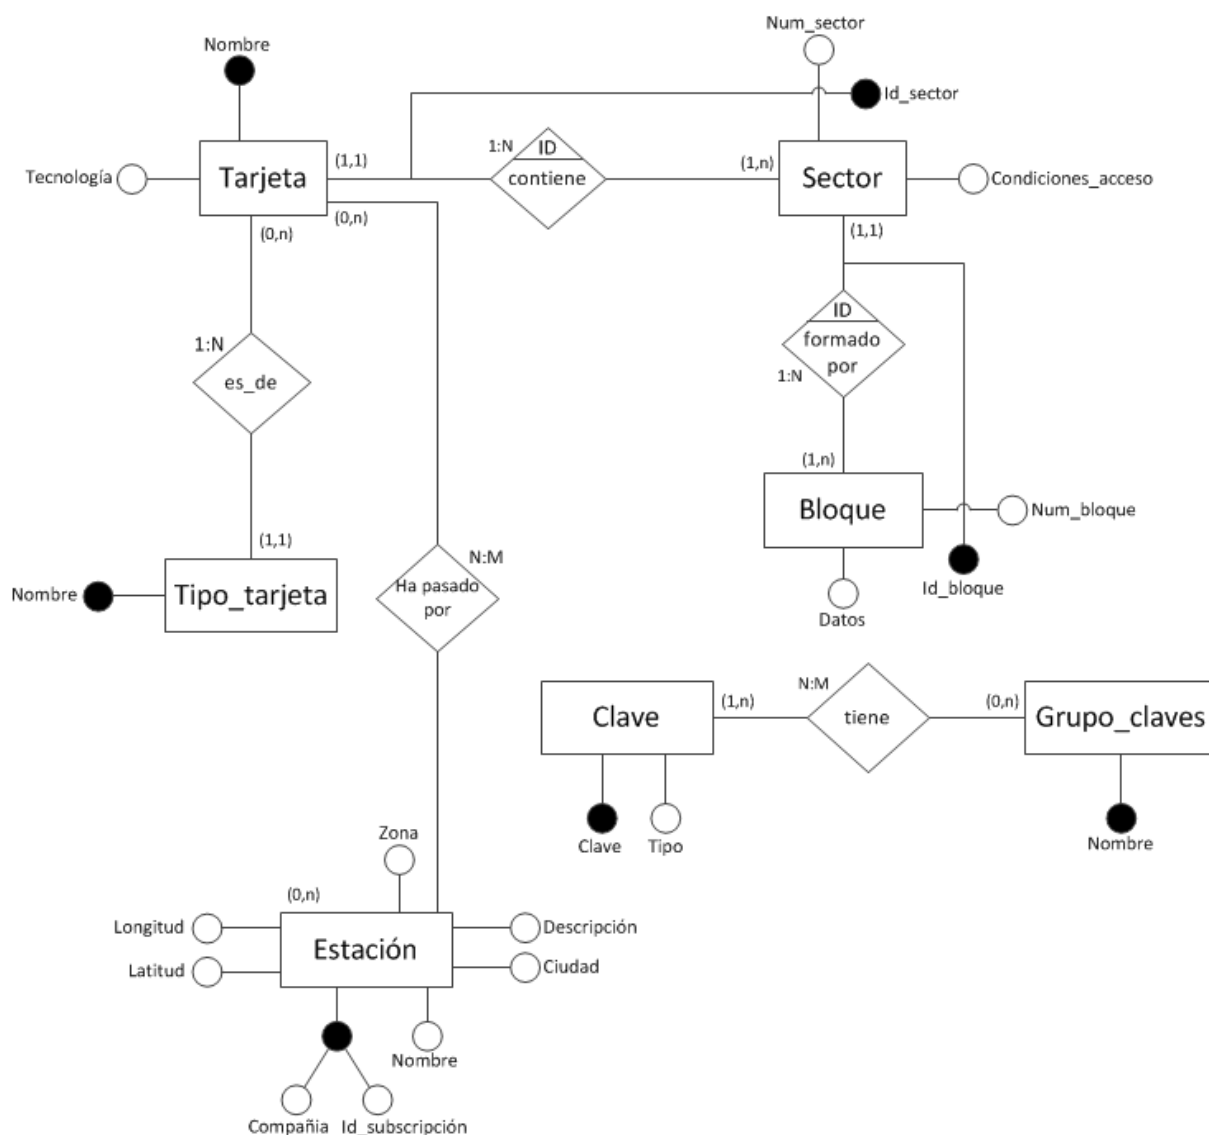 Num_sector
Nombre
Id_sector
1:N
ID
(1,1)
(1,n)
Tecnología
Tarjeta
contiene
Sector
Condiciones_acceso
(0,n)
(0,n)
(1,1)
ID
1:N
formado
por
1:N
es_de
(1,n)
Bloque
Num_bloque
(1,1)
N:M
Nombre
Tipo_tarjeta
Ha pasado
por
Id_bloque
Datos
N:M
(1,n)
(0,n)
Clave
tiene
Grupo_claves
Zona
Clave
Tipo
Nombre
(0,n)
Longitud
Descripción
Estación
Latitud
Ciudad
Nombre
Compañia
Id_subscripción